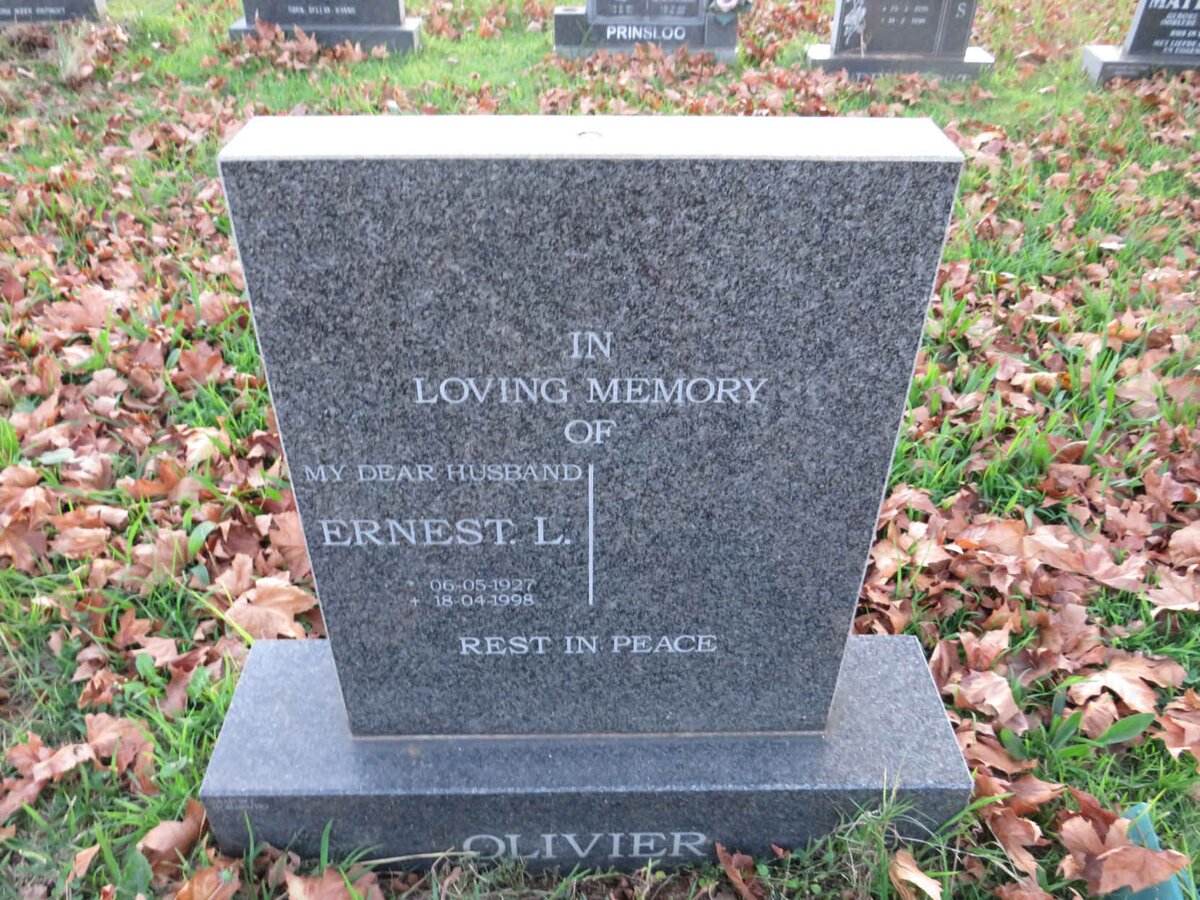 PRINSLOO
IN
LOVING MEMORY
OF
MY DEAR HUSBAND
ERNEST. L.
* 06-05-1927
+ 18-04-1998
REST IN PEACE
OLIVIER